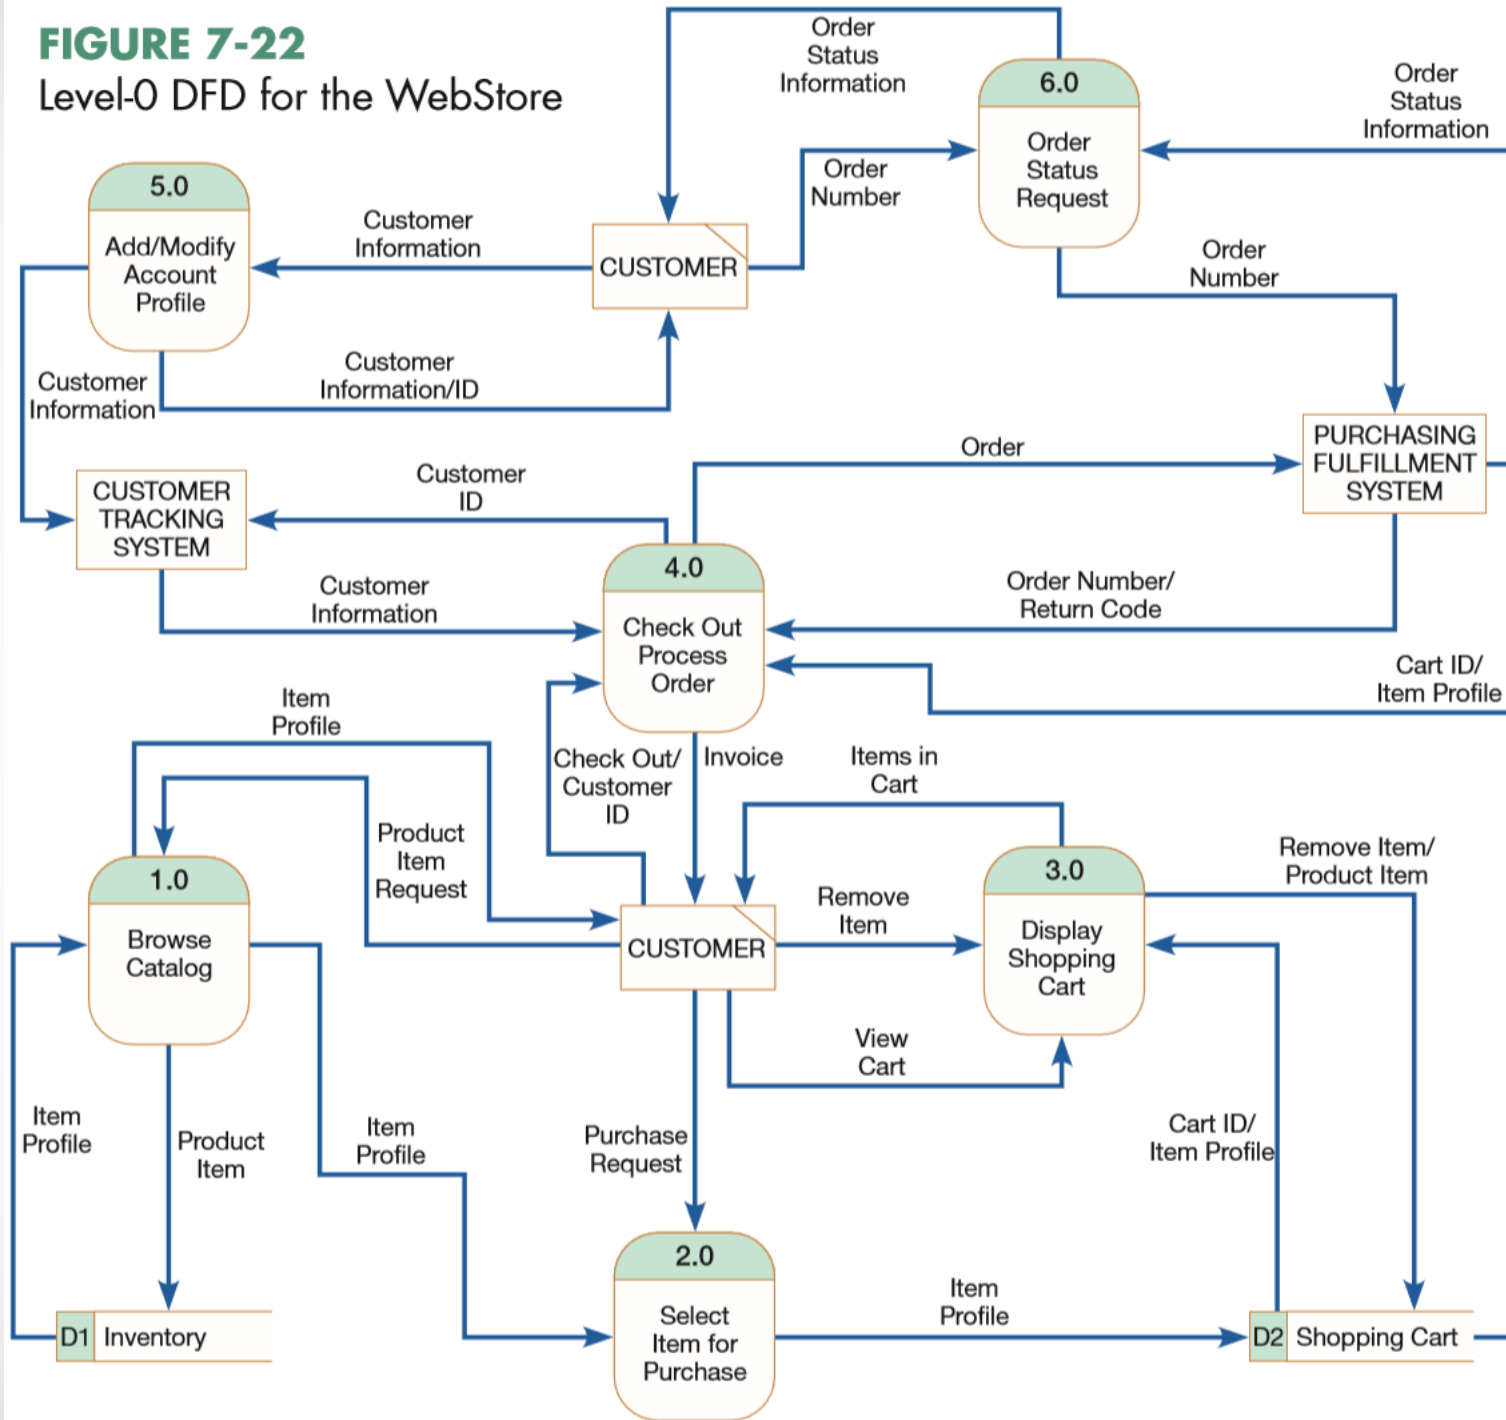 FIGURE 7-22
Level-0 DFD for the WebStore
Order
Status
Information
6.0
Order
Status
Request
Order
Status
Information
Order
Number
5.0
Add/Modify
Account
Profile
Customer
Information
CUSTOMER
Order
Number
Customer
Information/ID
Customer
Information
PURCHASING
FULFILLMENT
SYSTEM
Order
CUSTOMER
TRACKING
SYSTEM
Customer
ID
4.0
Check Out
Process
Order
Customer
Information
Order Number/
Return Code
Cart ID/
Item Profile
Item
Profile
Check Out/
Customer
ID
Invoice
Items in
Cart
Product
Item
Request
1.0
Browse
Catalog
CUSTOMER
Remove
Item
3.0
Display
Shopping
Cart
Remove Item/
Product Item
View
Cart
Item
Profile
Product
Item
Item
Profile
Purchase
Request
Cart ID/
Item Profile
2.0
Select
Item for
Purchase
Item
Profile
D1 Inventory
D2 Shopping Cart